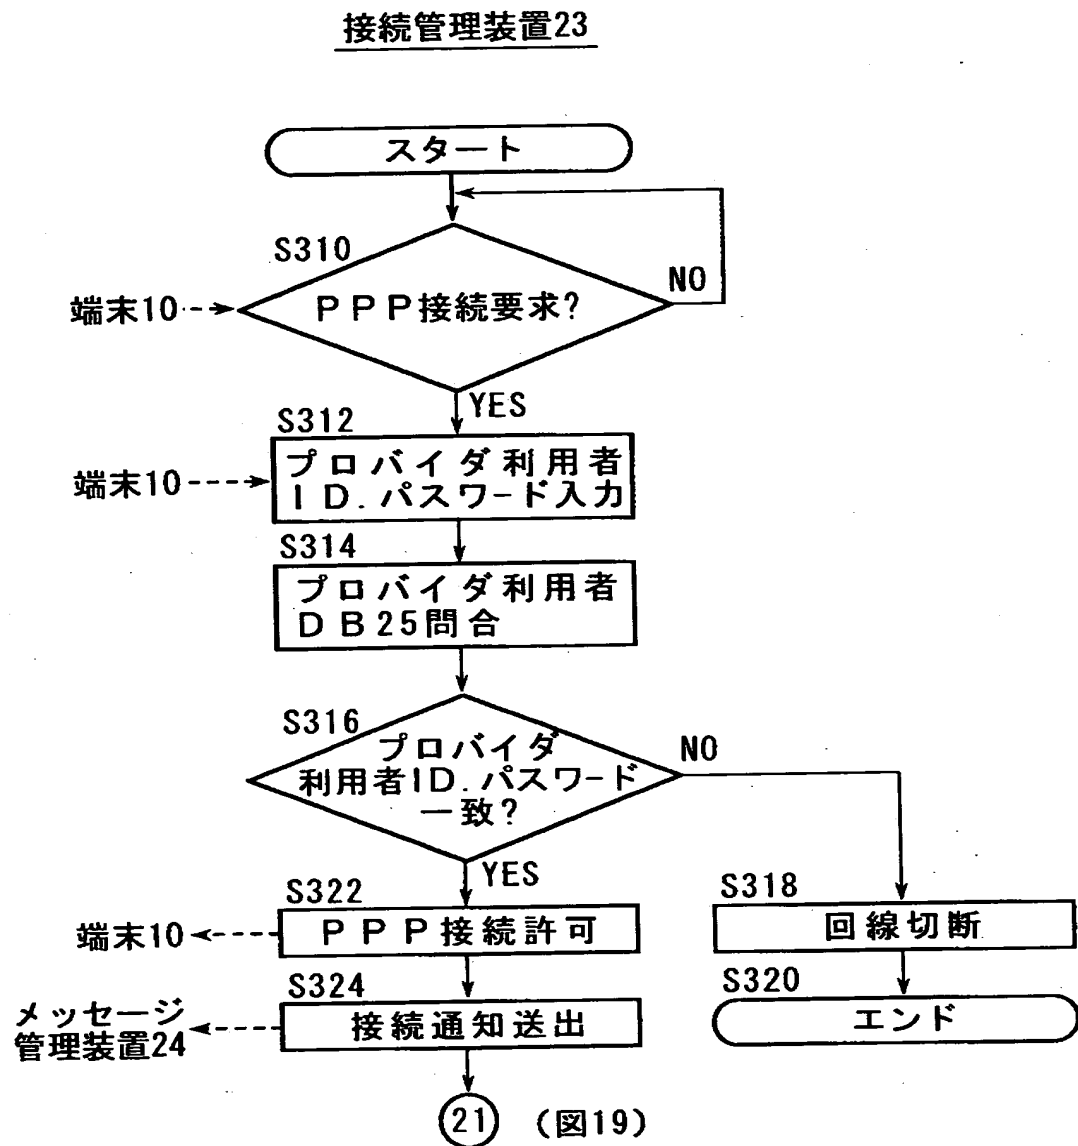 接続管理装置23
スタート
S310
端末10
PPP接続要求?
NO
YES
S312
端末10
プロバイダ利用者
ID.パスワード入力
S314
プロバイダ利用者
DB25問合
S316
プロバイダ
利用者ID.パスワード
一致?
NO
YES
S322
端末10
PPP接続許可
S318
回線切断
S324
メッセージ
管理装置24
接続通知送出
S320
エンド
21 (図19)